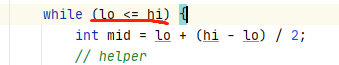 while (lo <= hi) {
int mid = lo + (hi - lo) / 2;
// helper